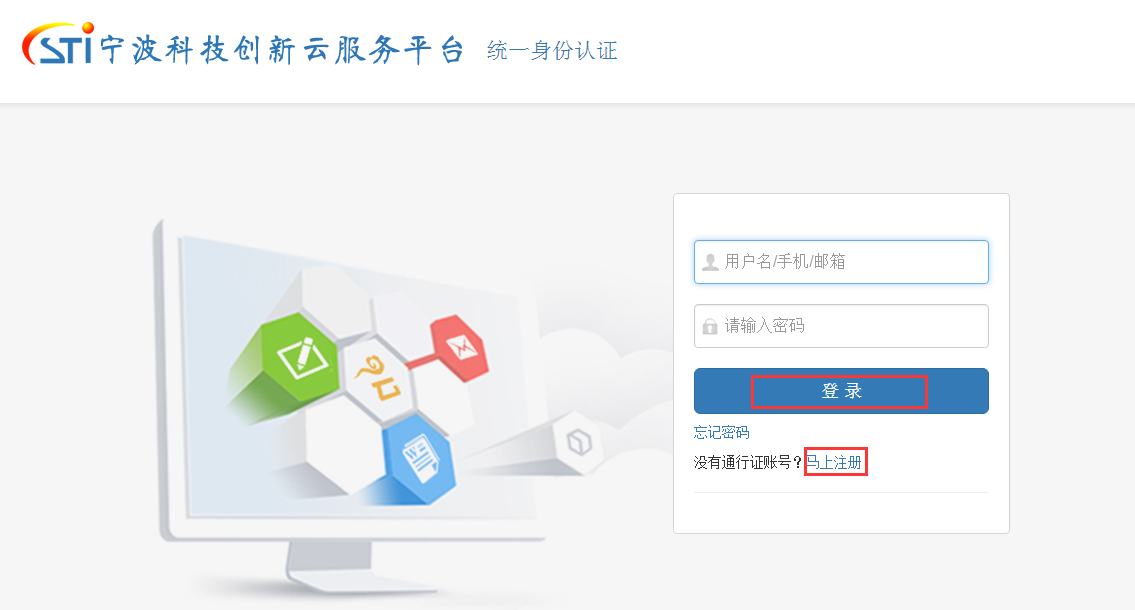 STI宁波科技创新云服务平台 统一身份认证
用户名/手机/邮箱
请输入密码
登 录
忘记密码
没有通行证账号？马上注册
W